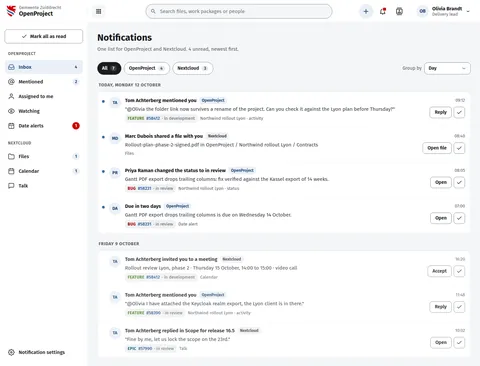 Gemeente Zuiddrecht
OpenProject
Search files, work packages or people
OB
Olivia Brandt
Delivery lead
Mark all as read
OPENPROJECT
Inbox 4
Mentioned 2
Assigned to me
Watching
Date alerts 1
NEXTCLOUD
Files 1
Calendar 1
Talk
Notification settings
Notifications
One list for OpenProject and Nextcloud. 4 unread, newest first.
All 7
OpenProject
Nextcloud
Group by
Day
TODAY, MONDAY 12 OCTOBER
TA
Tom Achterberg mentioned you OpenProject
"@Olivia the folder link now survives a rename of the project. Can you check it against the Lyon plan before Thursday?"
FEATURE #58412 in development Northwind rollout Lyon · activity
09:12
Reply
MD
Marc Dubois shared a file with you Nextcloud
Rollout-plan-phase-2-signed.pdf in OpenProject / Northwind rollout Lyon / Contracts
Files
08:40
Open file
PR
Priya Raman changed the status to in review OpenProject
Gantt PDF export drops trailing columns: fix verified against the Kassel export of 14 weeks.
BUG #58231 in review Northwind rollout Lyon · status
08:05
Open
DA
Due in two days OpenProject
Gantt PDF export drops trailing columns is due on Wednesday 14 October.
BUG #58231 in review Date alert
07:00
Open
FRIDAY 9 OCTOBER
TA
Tom Achterberg invited you to a meeting Nextcloud
Rollout review Lyon, phase 2 · Thursday 15 October, 14:00 to 15:00 · video call
FEATURE #58412 in development Calendar
Accept
TA
Tom Achterberg mentioned you OpenProject
"@Olivia I have attached the Keycloak realm export, the Lyon client is in there."
FEATURE #58390 in review Northwind rollout Lyon · activity
Reply
TA
Tom Achterberg replied in Scope for release 16.5 Nextcloud
"Fine by me, let us lock the scope on the 23rd."
EPIC #57990 in review Talk
Open